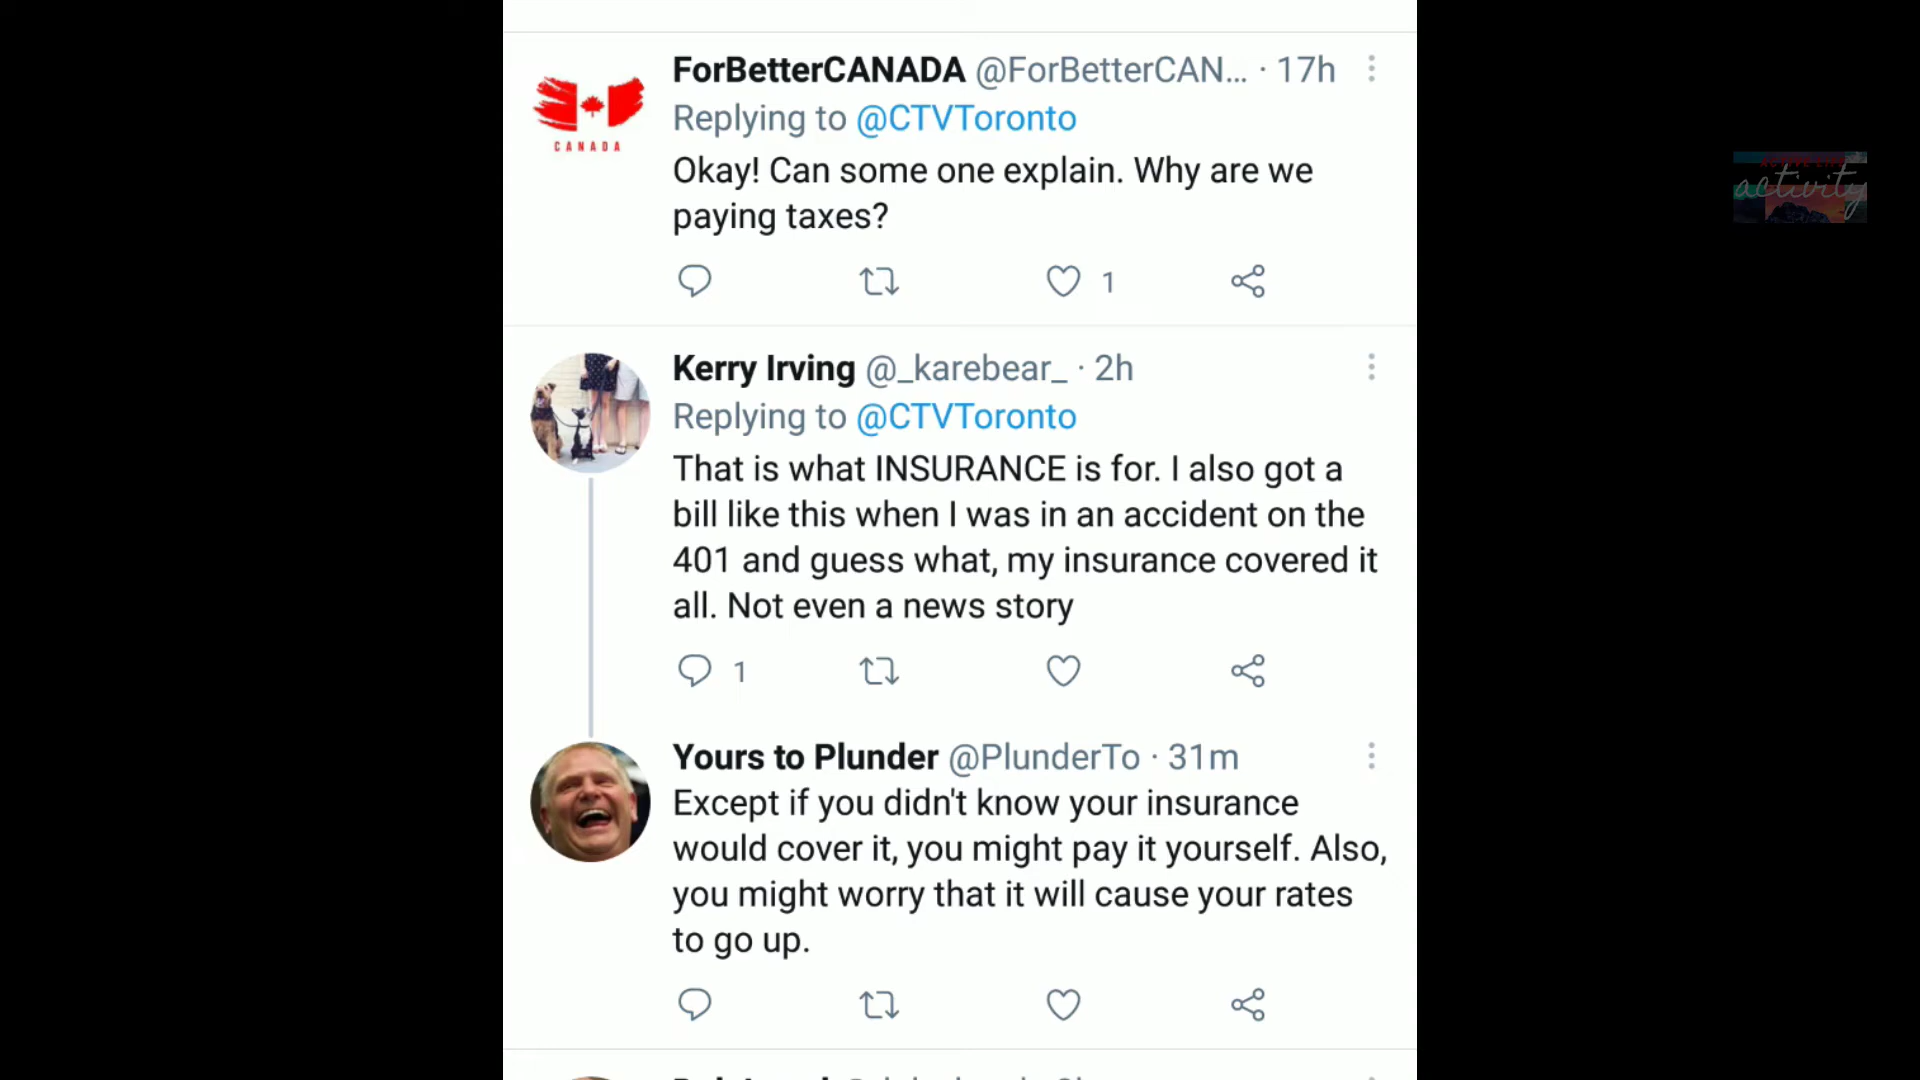 ForBetterCANADA @ForBetterCAN... · 17h
CANADA
Replying to @CTVToronto
Okay! Can some one explain. Why are we
paying taxes?
1
activity
Kerry Irving @_karebear_ · 2h
Replying to @CTVToronto
That is what INSURANCE is for. I also got a
bill like this when I was in an accident on the
401 and guess what, my insurance covered it
all. Not even a news story
1
Yours to Plunder @PlunderTo · 31m
Except if you didn't know your insurance
would cover it, you might pay it yourself. Also,
you might worry that it will cause your rates
to go up.